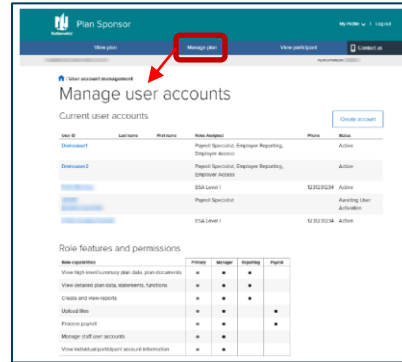 Nationwide
Plan Sponsor
My Profile | Log out
View plan
Manage plan
View participant
Contact us
/ User account management
Manage user accounts
Current user accounts
Create account
User ID Last name First name Roles Assigned Phone Status
Demouser1 Payroll Specialist, Employer Reporting, Employer Access Active
Demouser2 Payroll Specialist, Employer Reporting, Employer Access Active
ESA Level I 1231231234 Active
Payroll Specialist Awaiting User Activation
ESA Level I 1231231234 Active
Role features and permissions
Role capabilities Primary Manager Reporting Payroll
View high level summary plan data, plan documents
View detailed plan data, statements, functions
Create and view reports
Upload files
Process payroll
Manage staff user accounts
View individual participant account information